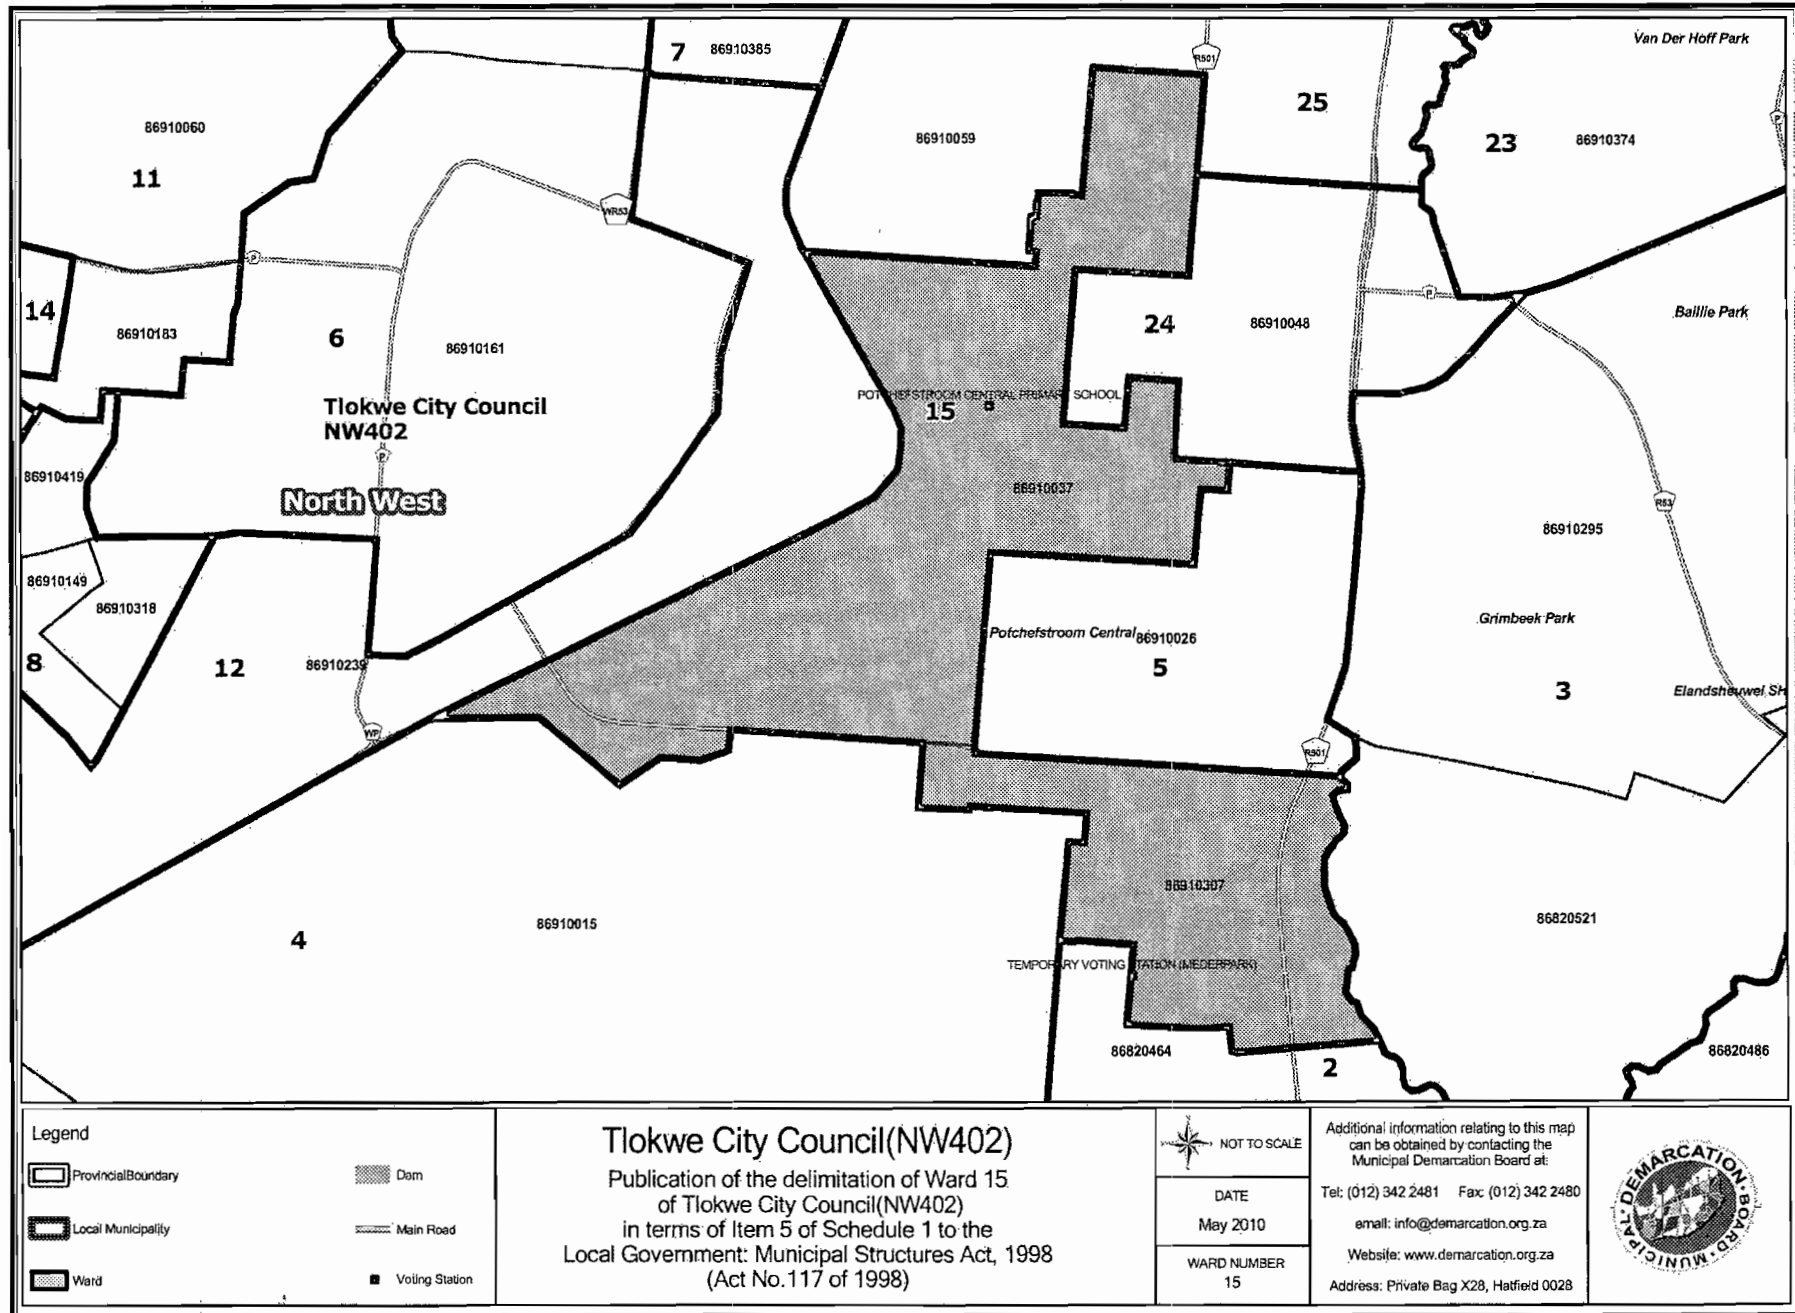 7
86910385
R501
Van Der Hoff Park
25
86910060
86910059
23
86910374
P
11
WR53
P
14
86910183
6
86910161
24
86910048
P
Baillie Park
POTCHEFSTROOM CENTRAL PRIMARY SCHOOL
15
Tlokwe City Council
NW402
P
86910419
North West
86910037
R53
86910295
86910149
86910318
Grimbeek Park
Potchefstroom Central
86910026
8
12
86910239
5
3
Elandsheuwel SH
WP
R501
86910307
86910015
86820521
4
TEMPORARY VOTING STATION (MEDERPARK)
86820464
2
86820486
Legend
ProvincialBoundary
Dam
Local Municipality
Main Road
Ward
Voting Station
Tlokwe City Council(NW402)
Publication of the delimitation of Ward 15
of Tlokwe City Council(NW402)
in terms of Item 5 of Schedule 1 to the
Local Government: Municipal Structures Act, 1998
(Act No.117 of 1998)
NOT TO SCALE
DATE
May 2010
WARD NUMBER
15
Additional information relating to this map
can be obtained by contacting the
Municipal Demarcation Board at:
Tel: (012) 342 2481 Fax: (012) 342 2480
email: info@demarcation.org.za
Website: www.demarcation.org.za
Address: Private Bag X28, Hatfield 0028
MUNICIPAL DEMARCATION BOARD